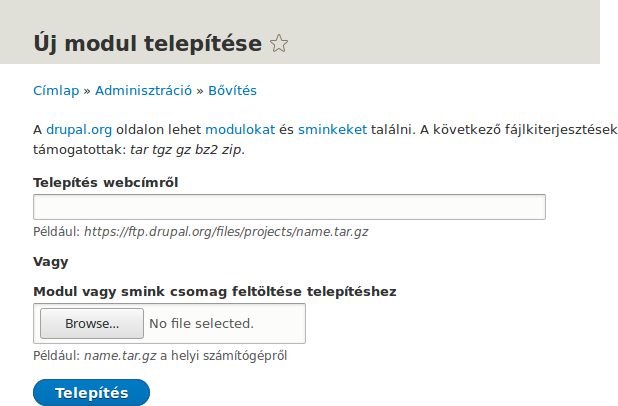 Új modul telepítése
Címlap » Adminisztráció » Bővítés
A drupal.org oldalon lehet modulokat és sminkeket találni. A következő fájlkiterjesztések
támogatottak: tar tgz gz bz2 zip.
Telepítés webcímről
Például: https://ftp.drupal.org/files/projects/name.tar.gz
Vagy
Modul vagy smink csomag feltöltése telepítéshez
Browse... No file selected.
Például: name.tar.gz a helyi számítógépről
Telepítés